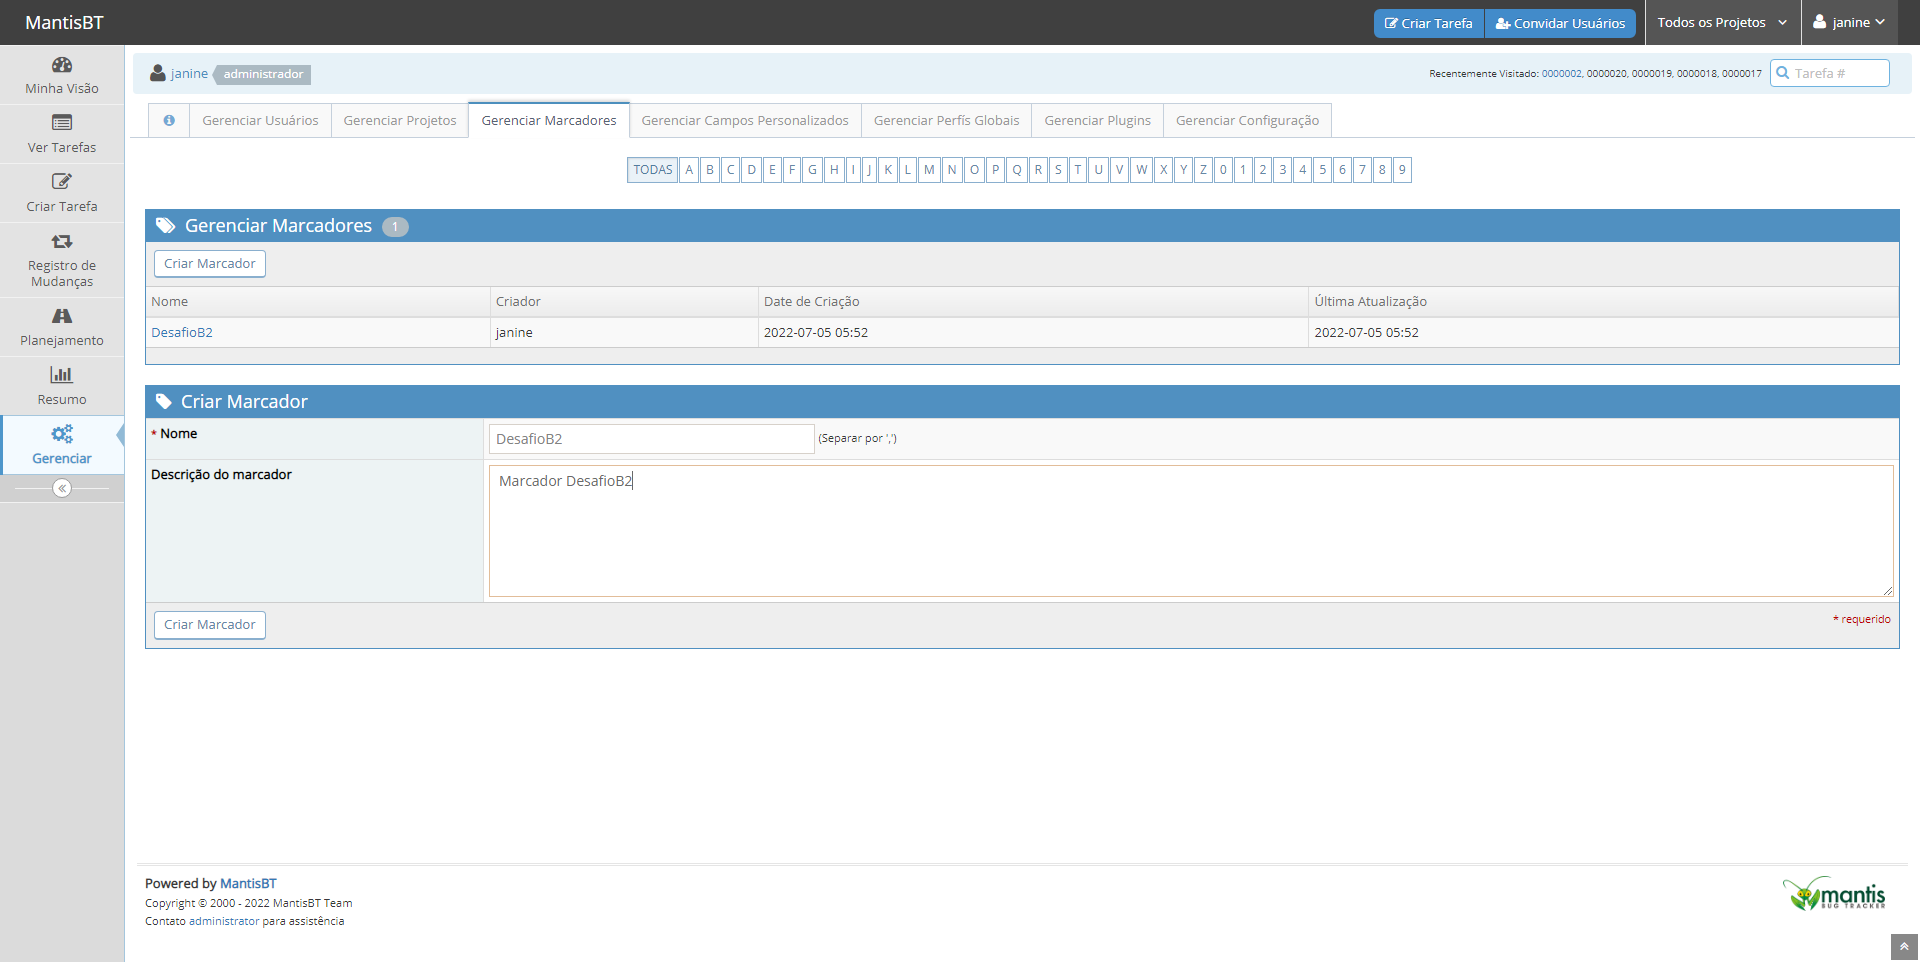 MantisBT
Criar Tarefa
Convidar Usuários
Todos os Projetos
janine
Minha Visão
Ver Tarefas
Criar Tarefa
Registro de
Mudanças
Planejamento
Resumo
Gerenciar
janine administrador
Recentemente Visitado: 0000002, 0000020, 0000019, 0000018, 0000017
Tarefa #
Gerenciar Usuários
Gerenciar Projetos
Gerenciar Marcadores
Gerenciar Campos Personalizados
Gerenciar Perfís Globais
Gerenciar Plugins
Gerenciar Configuração
TODAS A B C D E F G H I J K L M N O P Q R S T U V W X Y Z 0 1 2 3 4 5 6 7 8 9
Gerenciar Marcadores 1
Criar Marcador
Nome Criador Date de Criação Última Atualização
DesafioB2 janine 2022-07-05 05:52 2022-07-05 05:52
Criar Marcador
* Nome DesafioB2 (Separar por ',')
Descrição do marcador Marcador DesafioB2
Criar Marcador
* requerido
Powered by MantisBT
Copyright © 2000 - 2022 MantisBT Team
Contato administrator para assistência
mantis
BUG TRACKER